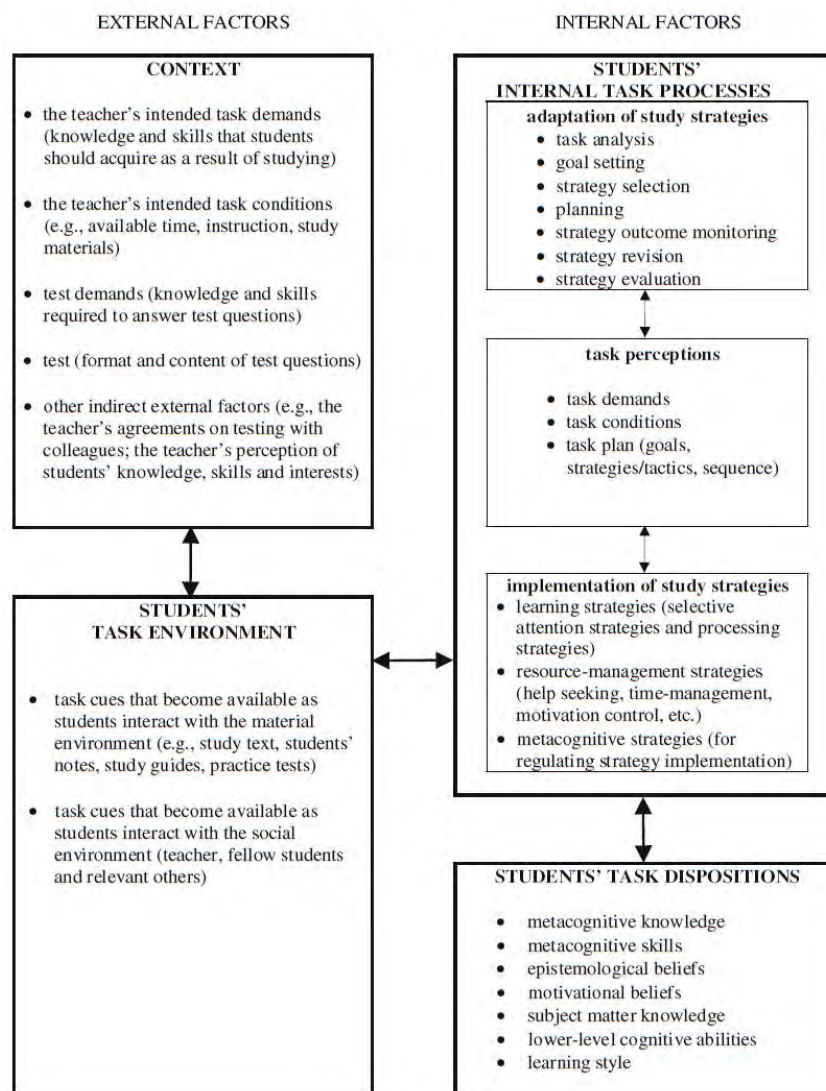 EXTERNAL FACTORS
CONTEXT
• the teacher's intended task demands
(knowledge and skills that students
should acquire as a result of studying)
• the teacher's intended task conditions
(e.g., available time, instruction, study
materials)
• test demands (knowledge and skills
required to answer test questions)
• test (format and content of test questions)
• other indirect external factors (e.g., the
teacher's agreements on testing with
colleagues; the teacher's perception of
students' knowledge, skills and interests)
STUDENTS'
TASK ENVIRONMENT
• task cues that become available as
students interact with the material
environment (e.g., study text, students'
notes, study guides, practice tests)
• task cues that become available as
students interact with the social
environment (teacher, fellow students
and relevant others)
INTERNAL FACTORS
STUDENTS'
INTERNAL TASK PROCESSES
adaptation of study strategies
• task analysis
• goal setting
• strategy selection
• planning
• strategy outcome monitoring
• strategy revision
• strategy evaluation
task perceptions
• task demands
• task conditions
• task plan (goals,
strategies/tactics, sequence)
implementation of study strategies
• learning strategies (selective
attention strategies and processing
strategies)
• resource-management strategies
(help seeking, time-management,
motivation control, etc.)
• metacognitive strategies (for
regulating strategy implementation)
STUDENTS' TASK DISPOSITIONS
• metacognitive knowledge
• metacognitive skills
• epistemological beliefs
• motivational beliefs
• subject matter knowledge
• lower-level cognitive abilities
• learning style